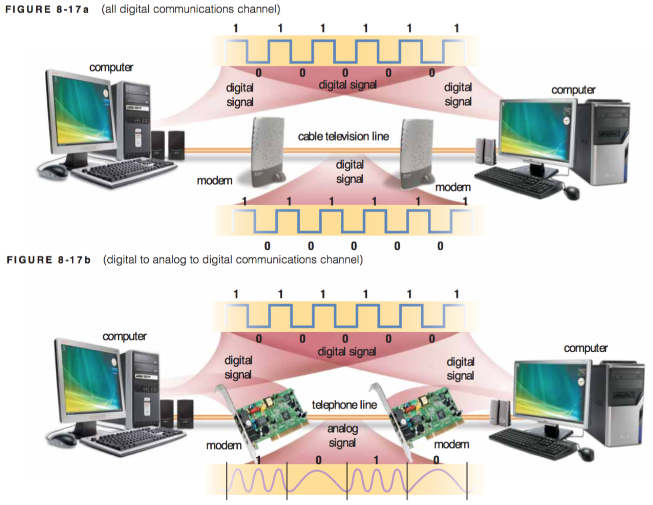 FIGURE 8-17a (all digital communications channel)
1 1 1 1 1 1
0 0 0 0 0
computer
digital signal
digital
signal
digital
signal
computer
cable television line
digital
signal
modem
modem
1 1 1 1 1 1
0 0 0 0 0
FIGURE 8-17b (digital to analog to digital communications channel)
1 1 1 1 1 1
0 0 0 0 0
computer
digital signal
digital
signal
digital
signal
computer
telephone line
analog
signal
modem
modem
1 0 1 0